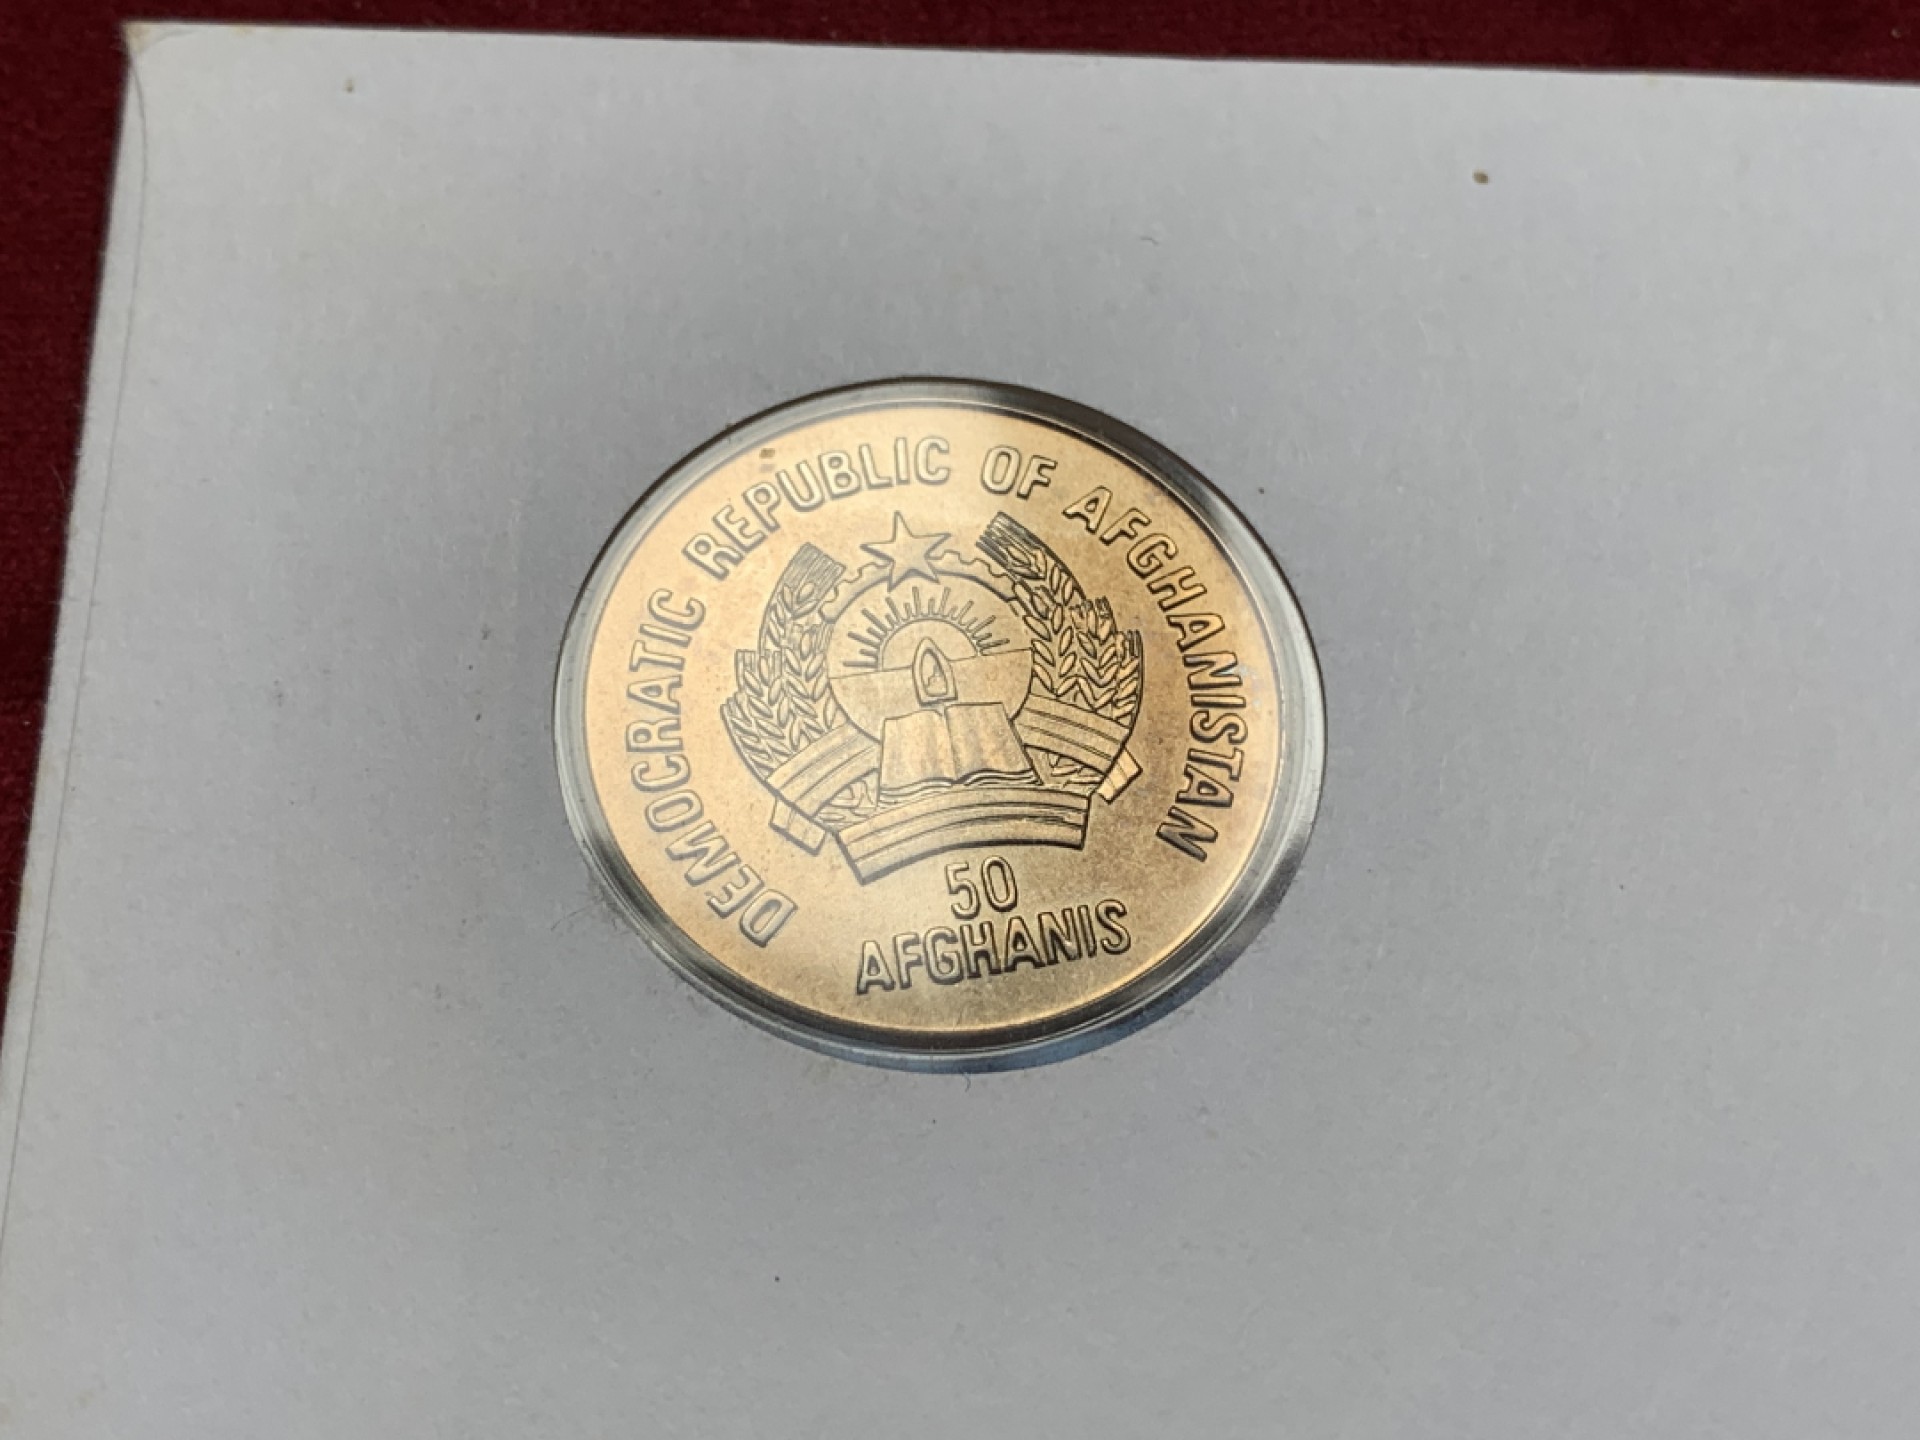 DEMOCRATIC REPUBLIC OF AFGHANISTAN
50
AFGHANIS